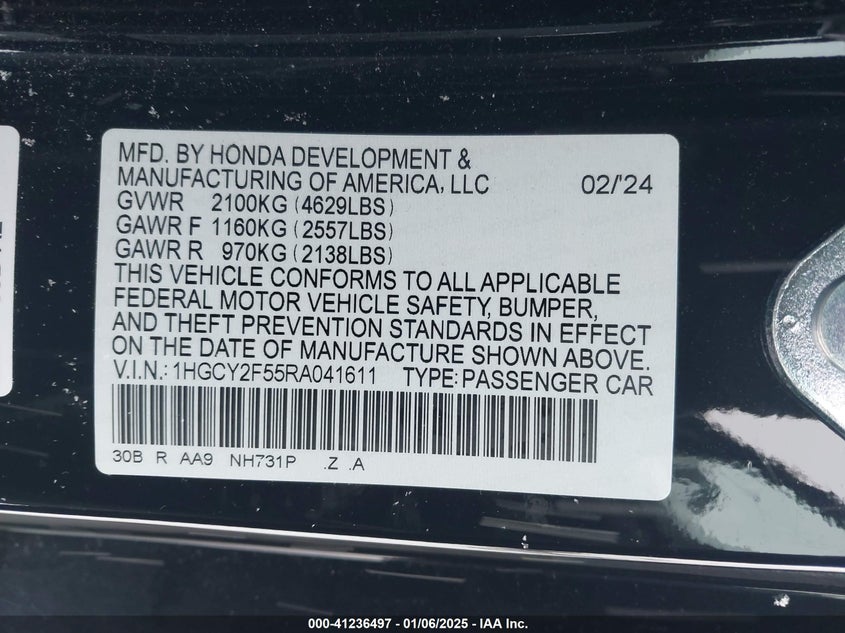 MFD. BY HONDA DEVELOPMENT &
MANUFACTURING OF AMERICA, LLC 02/'24
GVWR 2100KG (4629LBS)
GAWR F 1160KG (2557LBS)
GAWR R 970KG (2138LBS)
THIS VEHICLE CONFORMS TO ALL APPLICABLE
FEDERAL MOTOR VEHICLE SAFETY, BUMPER,
AND THEFT PREVENTION STANDARDS IN EFFECT
ON THE DATE OF MANUFACTURE SHOWN ABOVE.
V.I.N.: 1HGCY2F55RA041611 TYPE: PASSENGER CAR
30B R AA9 NH731P .Z .A
000-41236497 - 01/06/2025 - IAA Inc.